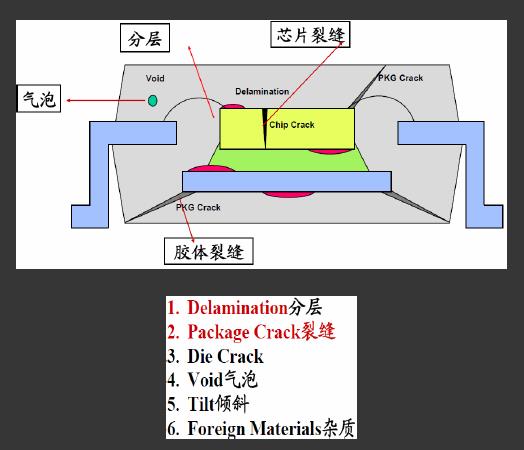 分层
芯片裂缝
Void
PKG Crack
气泡
Delamination
Chip Crack
PKG Crack
胶体裂缝
1. Delamination分层
2. Package Crack裂缝
3. Die Crack
4. Void气泡
5. Tilt倾斜
6. Foreign Materials杂质